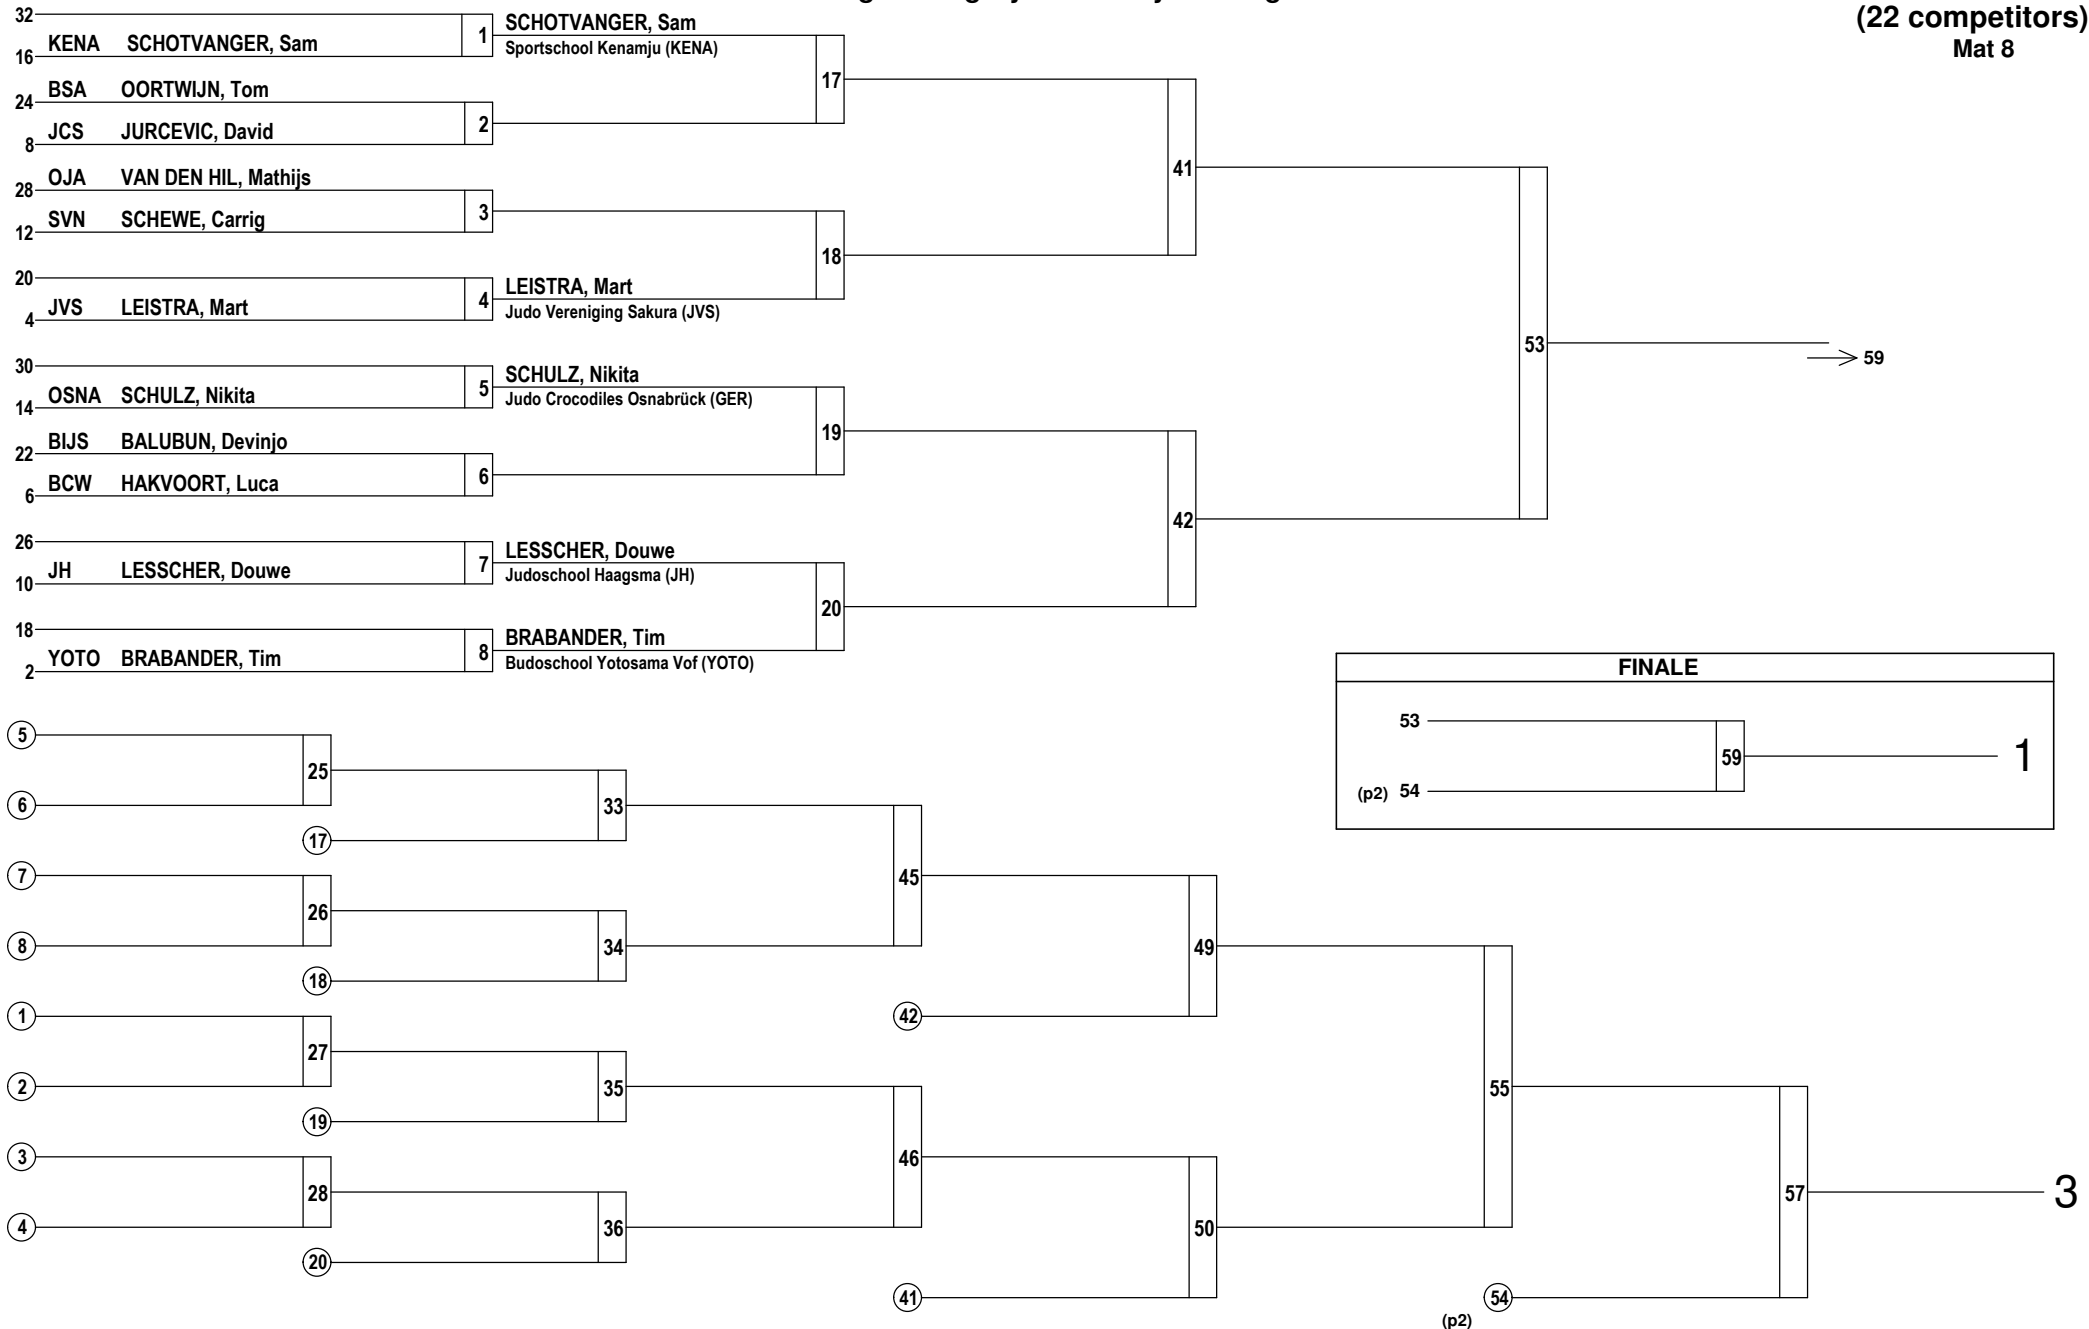 (22 competitors)
Mat 8
32
KENA SCHOTVANGER, Sam
16
1
SCHOTVANGER, Sam
Sportschool Kenamju (KENA)
BSA OORTWIJN, Tom
24
JCS JURCEVIC, David
8
2
17
OJA VAN DEN HIL, Mathijs
28
SVN SCHEWE, Carrig
12
3
41
20
JVS LEISTRA, Mart
4
4
LEISTRA, Mart
Judo Vereniging Sakura (JVS)
18
53
59
30
OSNA SCHULZ, Nikita
14
5
SCHULZ, Nikita
Judo Crocodiles Osnabrück (GER)
BIJS BALUBUN, Devinjo
22
BCW HAKVOORT, Luca
6
6
19
42
26
JH LESSCHER, Douwe
10
7
LESSCHER, Douwe
Judoschool Haagsma (JH)
18
YOTO BRABANDER, Tim
2
8
BRABANDER, Tim
Budoschool Yotosama Vof (YOTO)
20
FINALE
53
59
1
(p2) 54
5
25
6
33
17
7
45
26
8
34
49
18
1
42
27
2
35
55
19
3
46
28
57
3
4
36
50
20
41
54
(p2)